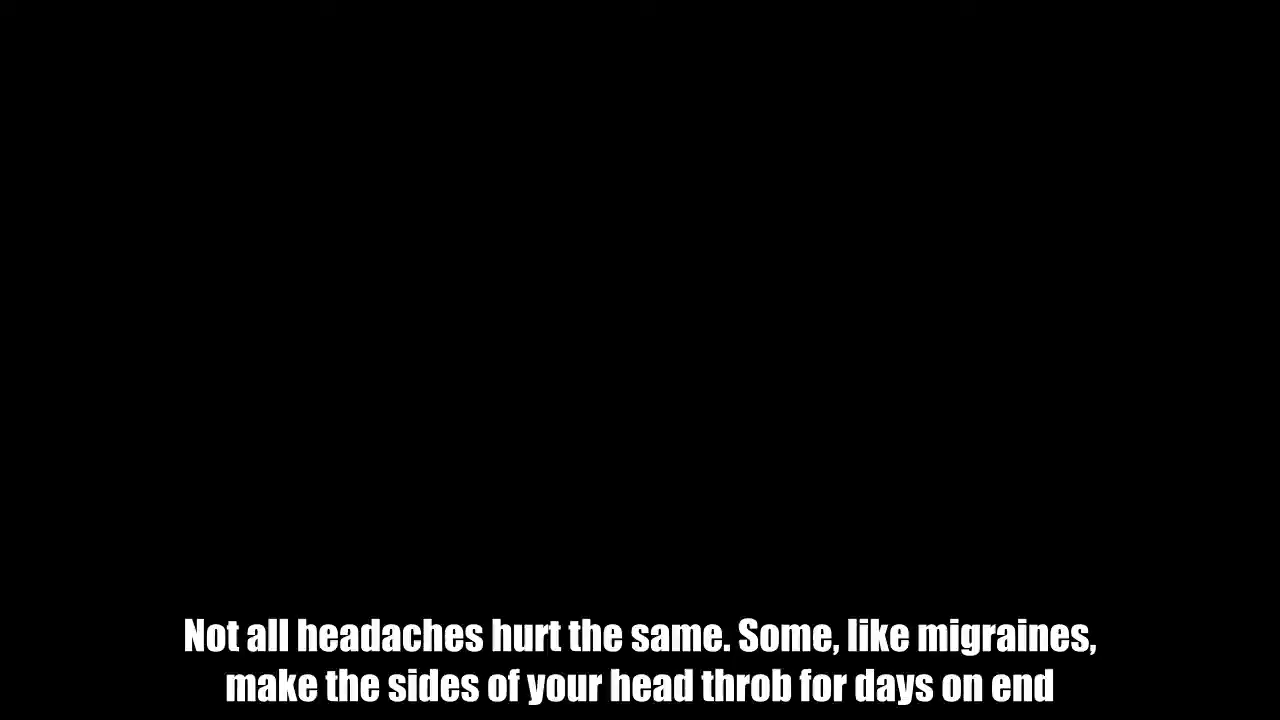 Not all headaches hurt the same. Some, like migraines,
make the sides of your head throb for days on end